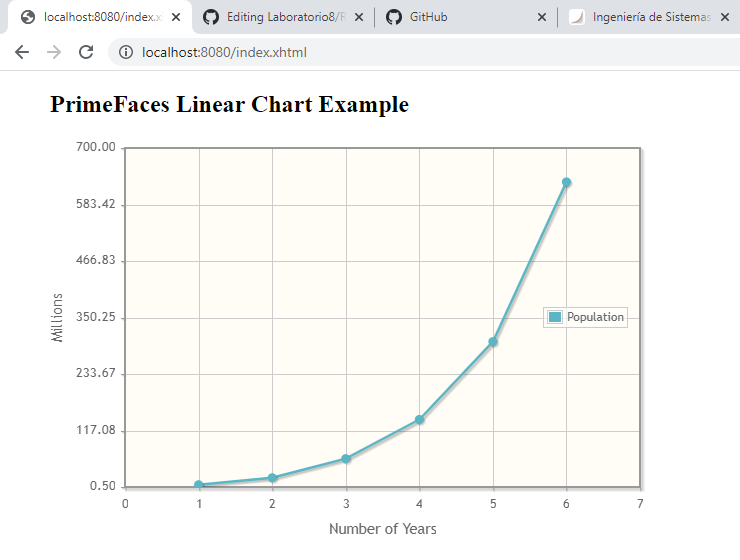 localhost:8080/index.x
Editing Laboratorio8/R
GitHub
Ingeniería de Sistemas
localhost:8080/index.xhtml
PrimeFaces Linear Chart Example
700.00
583.42
466.83
350.25
233.67
117.08
0.50
Millions
Population
0 1 2 3 4 5 6 7
Number of Years